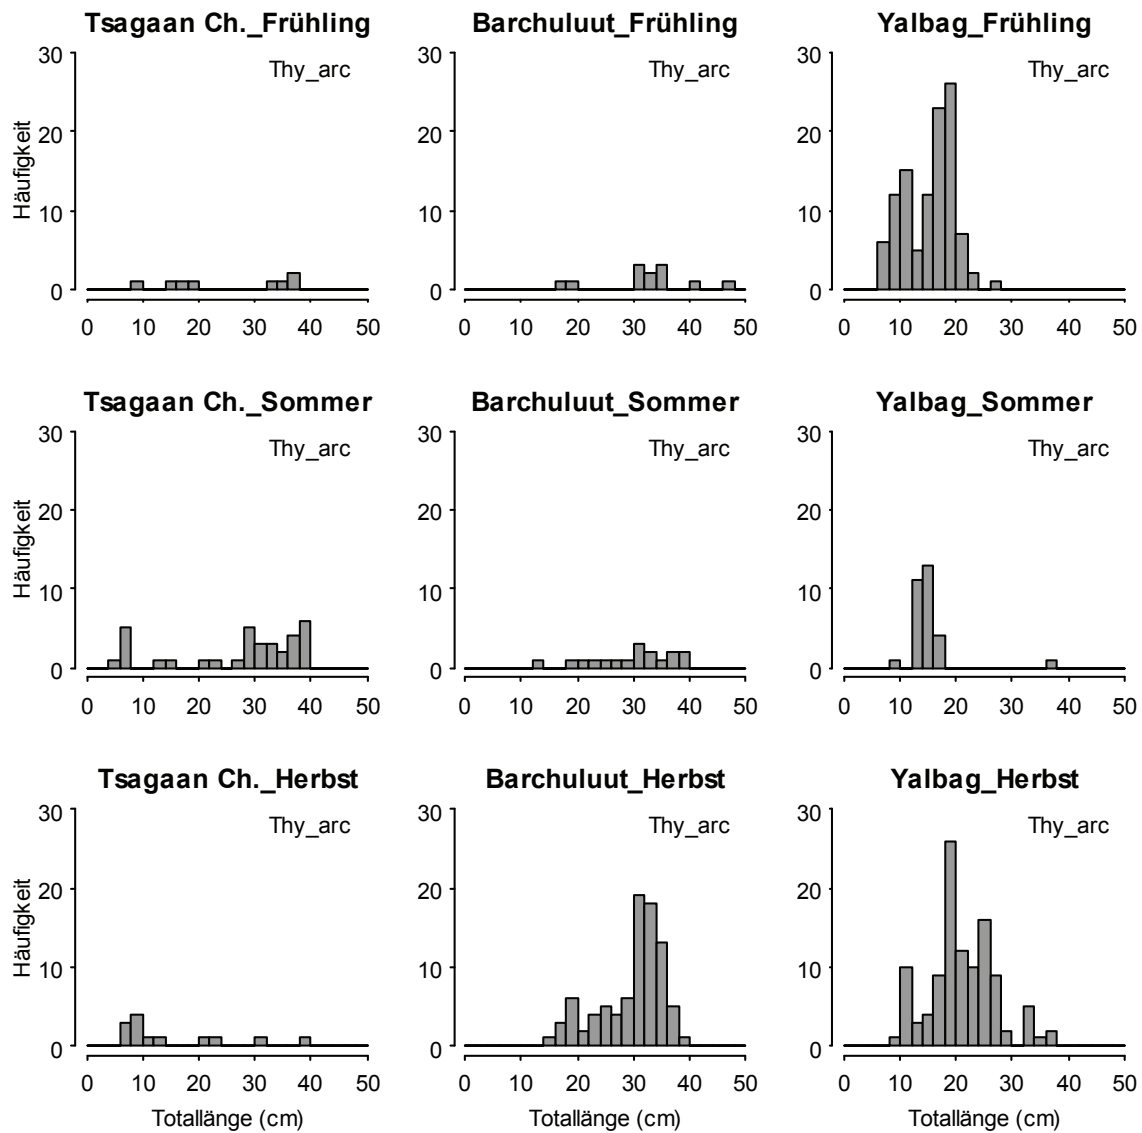 Tsagaan Ch._Frühling Barchuluut_Frühling Yalbag_Frühling
Thy_arc Thy_arc Thy_arc
Häufigkeit
30 30 30
20 20 20
10 10 10
0 0 0
0 10 20 30 40 50 0 10 20 30 40 50 0 10 20 30 40 50
Tsagaan Ch._Sommer Barchuluut_Sommer Yalbag_Sommer
Thy_arc Thy_arc Thy_arc
Häufigkeit
30 30 30
20 20 20
10 10 10
0 0 0
0 10 20 30 40 50 0 10 20 30 40 50 0 10 20 30 40 50
Tsagaan Ch._Herbst Barchuluut_Herbst Yalbag_Herbst
Thy_arc Thy_arc Thy_arc
Häufigkeit
30 30 30
20 20 20
10 10 10
0 0 0
0 10 20 30 40 50 0 10 20 30 40 50 0 10 20 30 40 50
Totallänge (cm) Totallänge (cm) Totallänge (cm)